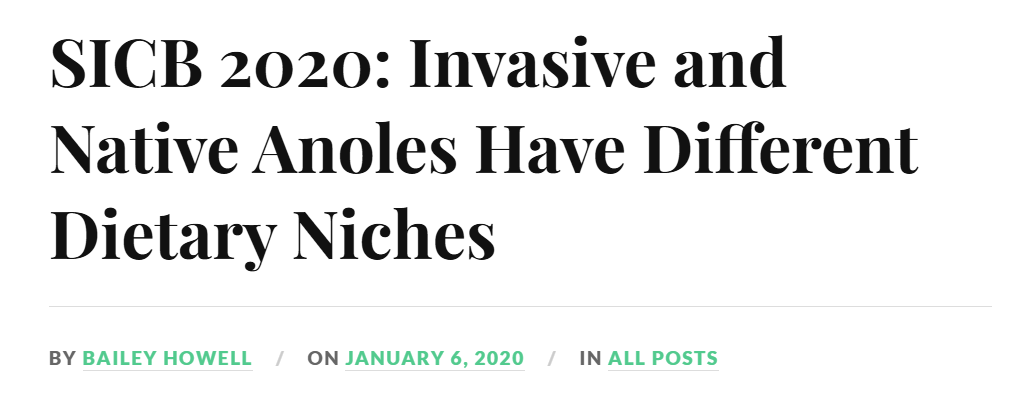 SICB 2020: Invasive and
Native Anoles Have Different
Dietary Niches
BY BAILEY HOWELL / ON JANUARY 6, 2020 / IN ALL POSTS